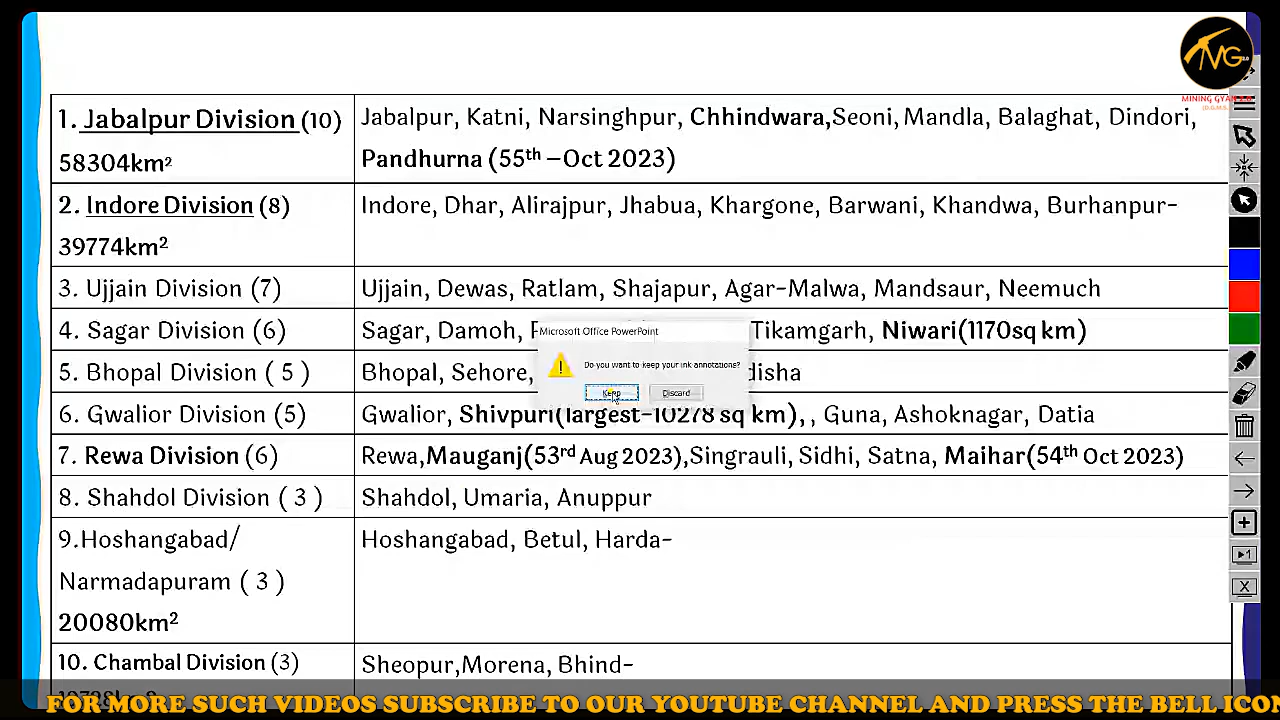 MG 2.0
MINING GYAN 2.0
(D.G.M.S.)
1. Jabalpur Division (10)
58304km²
Jabalpur, Katni, Narsinghpur, Chhindwara,Seoni, Mandla, Balaghat, Dindori,
Pandhurna (55th –Oct 2023)
2. Indore Division (8)
39774km²
Indore, Dhar, Alirajpur, Jhabua, Khargone, Barwani, Khandwa, Burhanpur-
3. Ujjain Division (7)
Ujjain, Dewas, Ratlam, Shajapur, Agar-Malwa, Mandsaur, Neemuch
4. Sagar Division (6)
Sagar, Damoh, Tikamgarh, Niwari(1170sq km)
Microsoft Office PowerPoint
Do you want to keep your ink annotations?
Keep Discard
5. Bhopal Division ( 5 )
Bhopal, Sehore,
6. Gwalior Division (5)
Gwalior, Shivpuri(largest-10278 sq km), , Guna, Ashoknagar, Datia
7. Rewa Division (6)
Rewa,Mauganj(53rd Aug 2023),Singrauli, Sidhi, Satna, Maihar(54th Oct 2023)
8. Shahdol Division ( 3 )
Shahdol, Umaria, Anuppur
9.Hoshangabad/
Narmadapuram ( 3 )
20080km²
Hoshangabad, Betul, Harda-
10. Chambal Division (3)
Sheopur,Morena, Bhind-
FOR MORE SUCH VIDEOS SUBSCRIBE TO OUR YOUTUBE CHANNEL AND PRESS THE BELL ICON